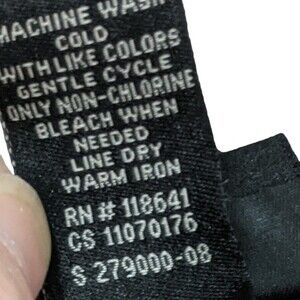 MACHINE WASH
COLD
WITH LIKE COLORS
GENTLE CYCLE
ONLY NON-CHLORINE
BLEACH WHEN
NEEDED
LINE DRY
WARM IRON
RN # 118641
CS 11070176
S 279000-08